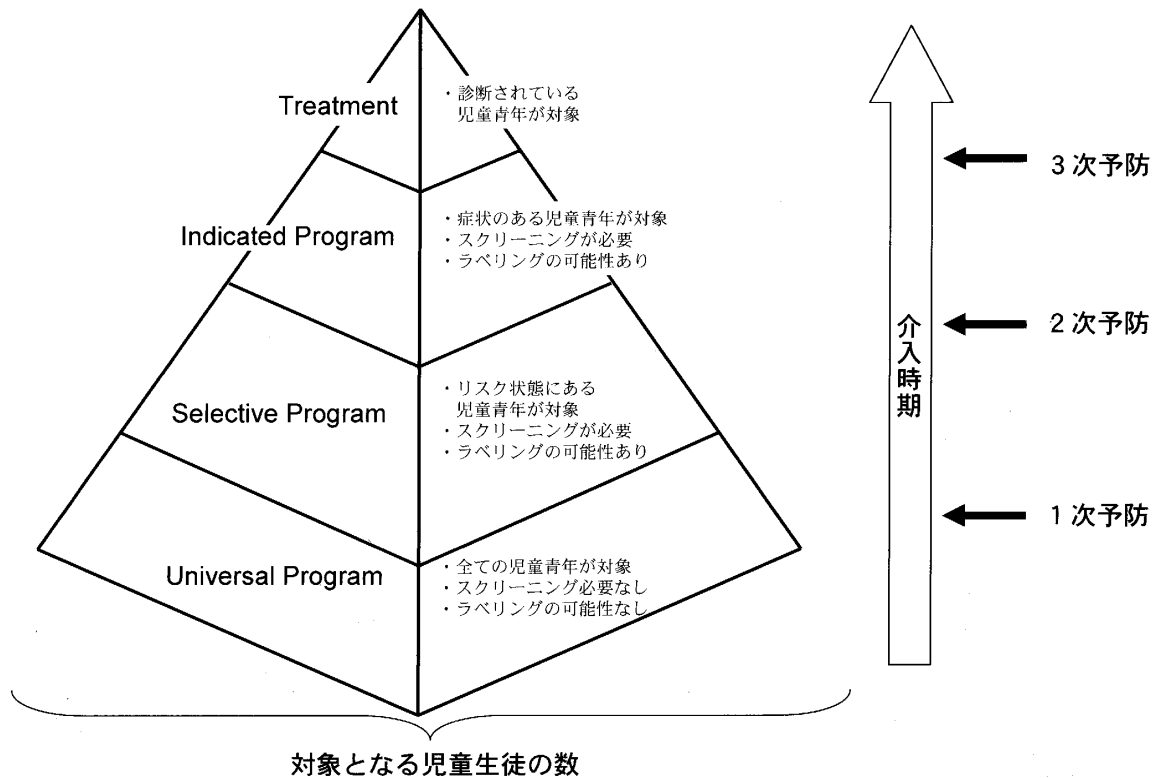 Treatment
・診断されている
児童青年が対象
Indicated Program
・症状のある児童青年が対象
・スクリーニングが必要
・ラベリングの可能性あり
Selective Program
・リスク状態にある
児童青年が対象
・スクリーニングが必要
・ラベリングの可能性あり
Universal Program
・全ての児童青年が対象
・スクリーニング必要なし
・ラベリングの可能性なし
対象となる児童生徒の数
介入時期
3次予防
2次予防
1次予防